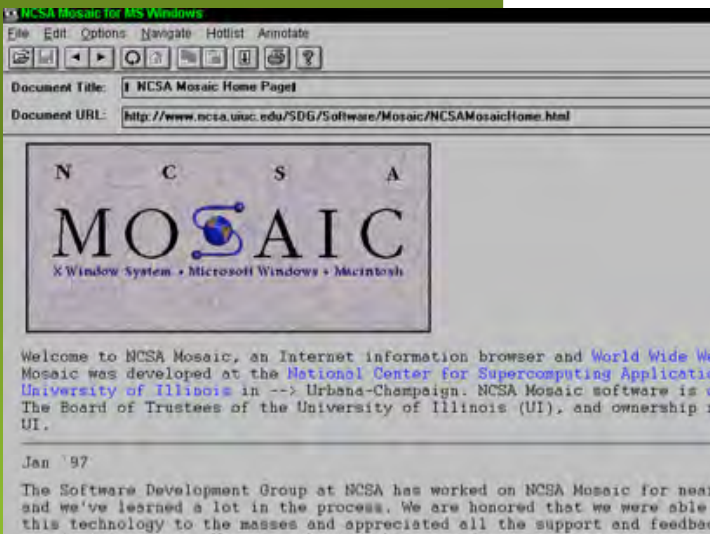 NCSA Mosaic for MS Windows
File Edit Options Navigate Hotlist Annotate
Document Title: NCSA Mosaic Home Page
Document URL: http://www.ncsa.uiuc.edu/SDG/Software/Mosaic/NCSAMosaicHome.html
N C S A
MOSAIC
X Window System • Microsoft Windows • Macintosh
Welcome to NCSA Mosaic, an Internet information browser and World Wide We
Mosaic was developed at the National Center for Supercomputing Applicatio
University of Illinois in --> Urbana-Champaign. NCSA Mosaic software is
The Board of Trustees of the University of Illinois (UI), and ownership
UI.
Jan '97
The Software Development Group at NCSA has worked on NCSA Mosaic for near
and we've learned a lot in the process. We are honored that we were able
this technology to the masses and appreciated all the support and feedba